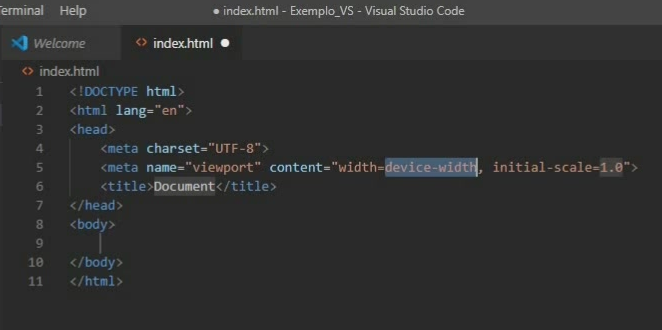 Terminal Help
● index.html - Exemplo_VS - Visual Studio Code
Welcome
<> index.html ●
<> index.html
1 <!DOCTYPE html>
2 <html lang="en">
3 <head>
4 <meta charset="UTF-8">
5 <meta name="viewport" content="width=device-width, initial-scale=1.0">
6 <title>Document</title>
7 </head>
8 <body>
9
10 </body>
11 </html>